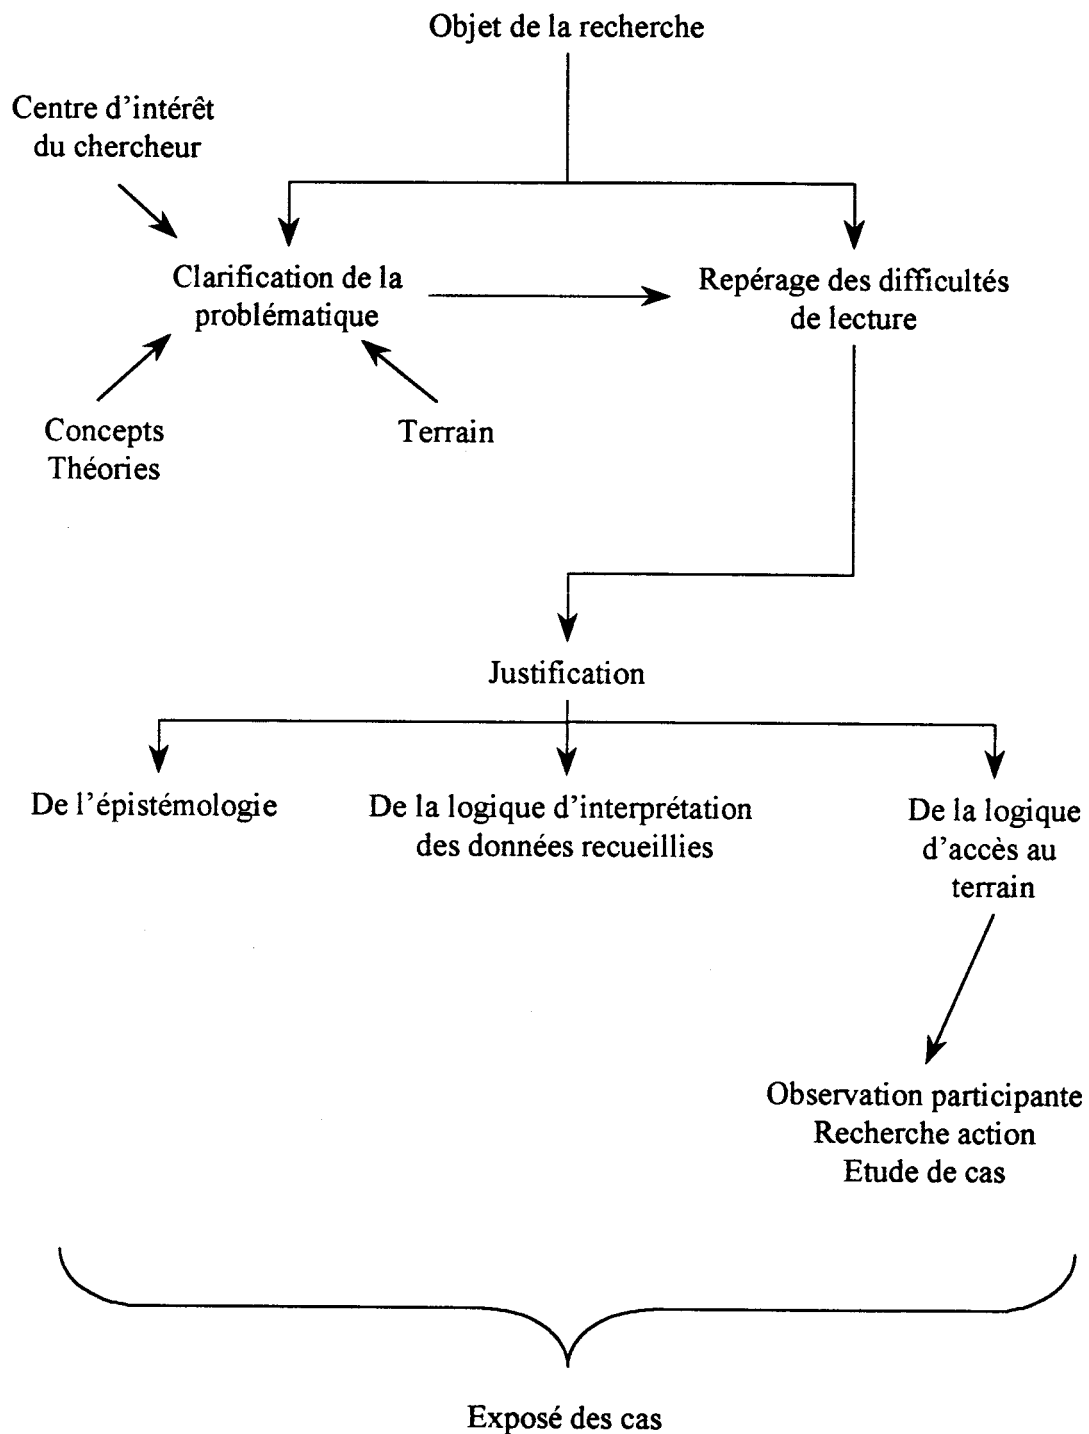 Objet de la recherche
Centre d'intérêt
du chercheur
Clarification de la
problématique
Repérage des difficultés
de lecture
Concepts
Théories
Terrain
Justification
De l'épistémologie
De la logique d'interprétation
des données recueillies
De la logique
d'accès au
terrain
Observation participante
Recherche action
Etude de cas
Exposé des cas